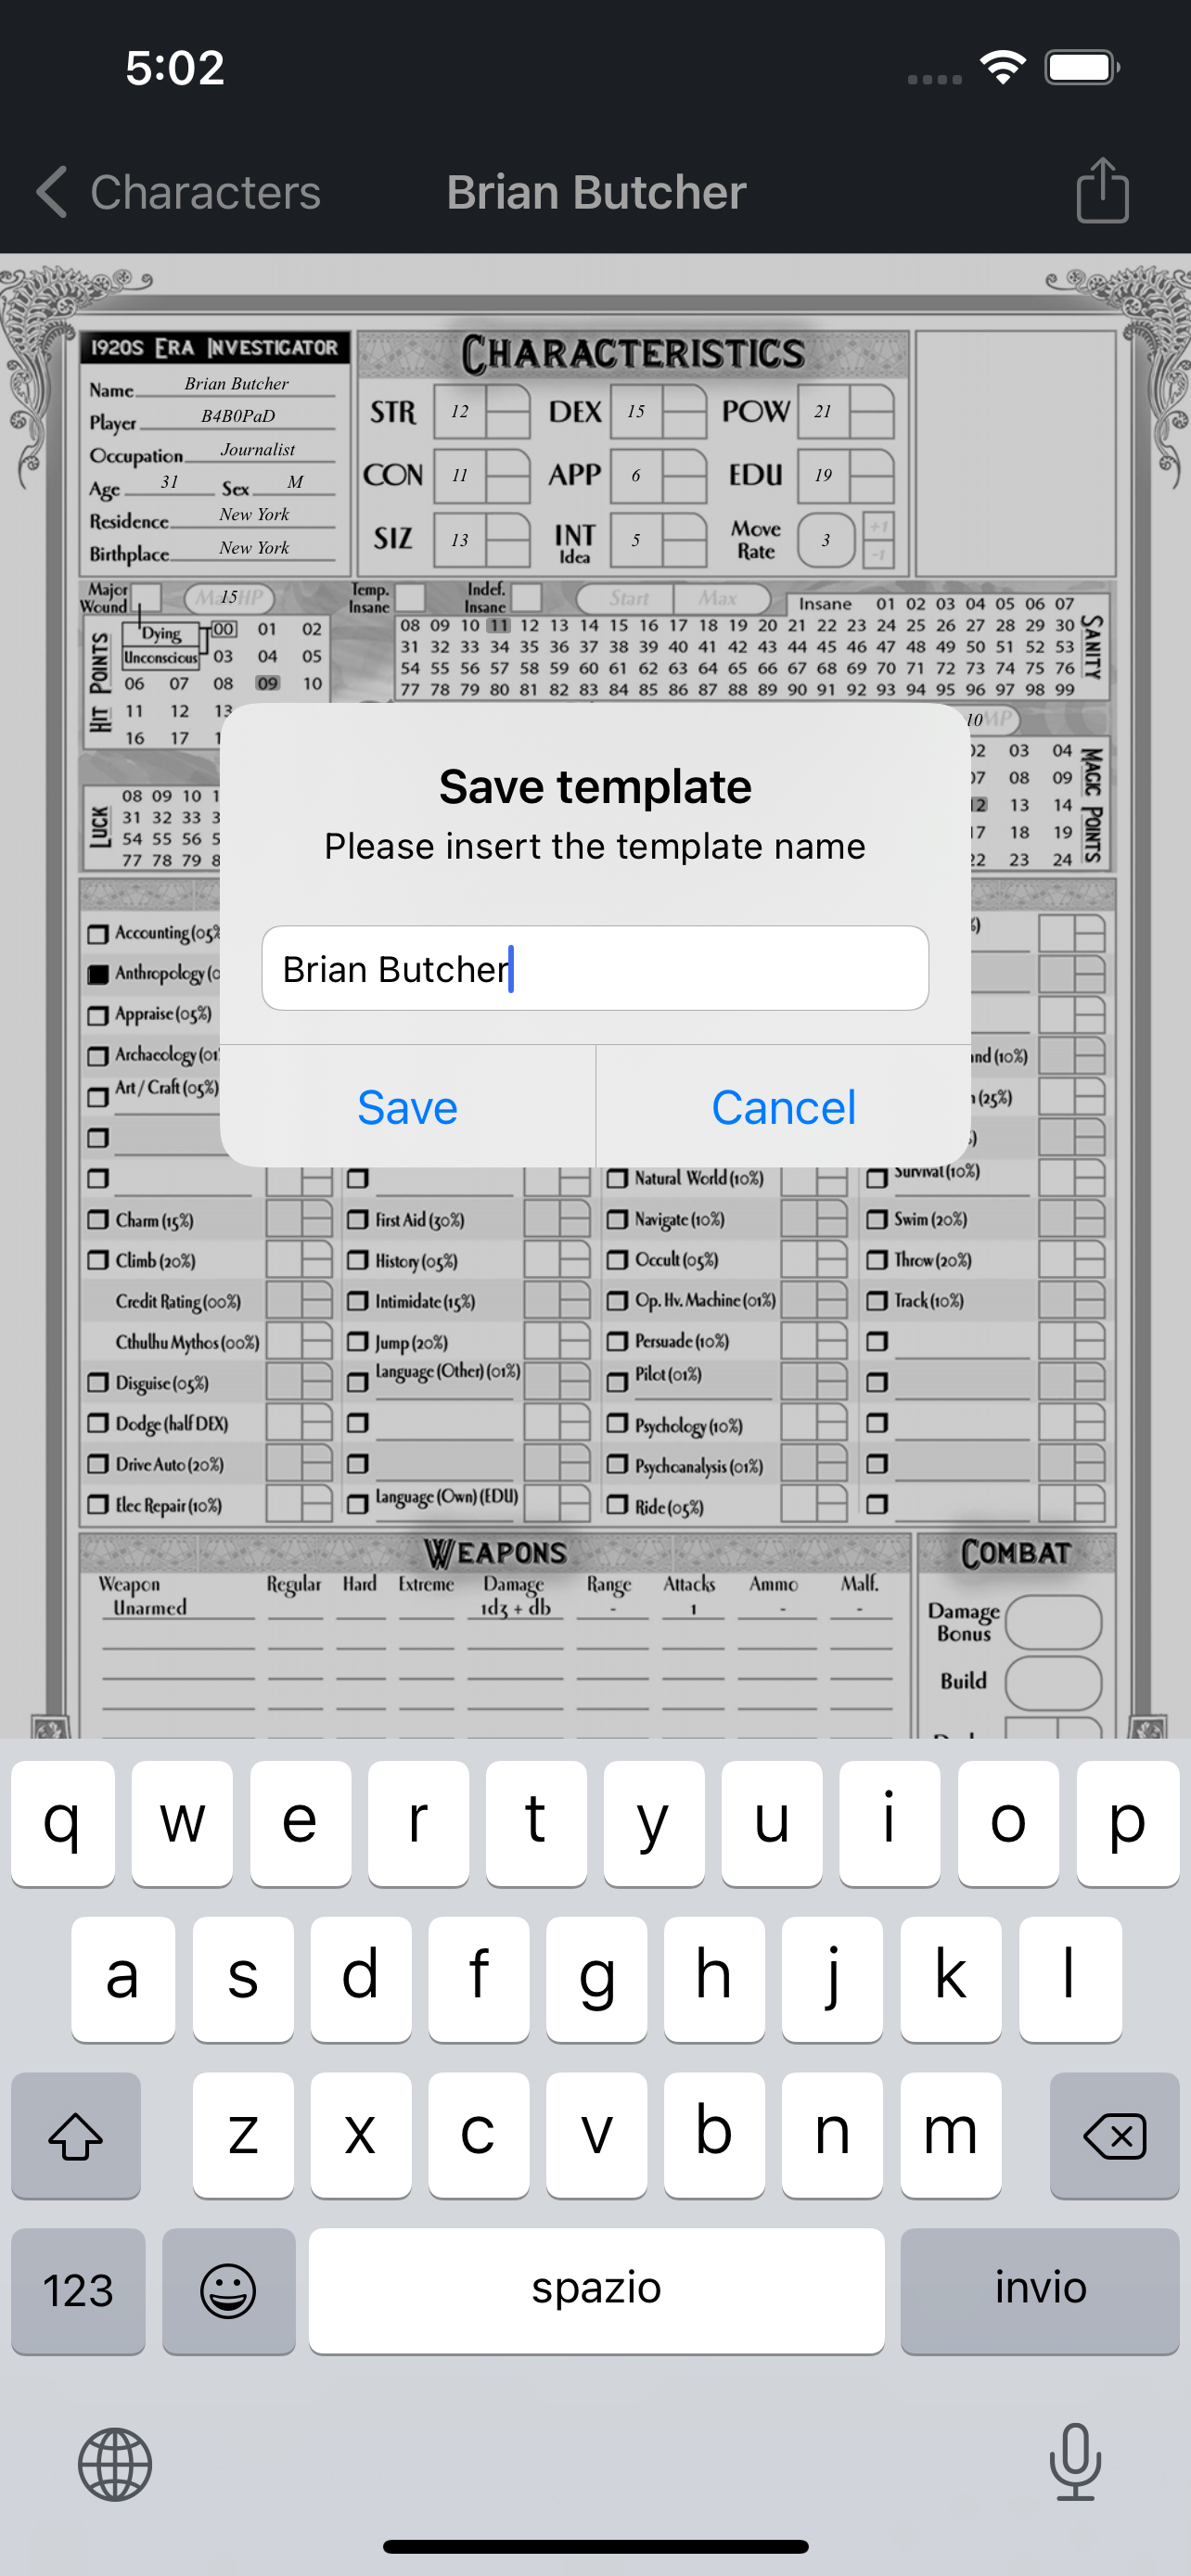 5:02
Characters
Brian Butcher
1920s Era Investigator
Name Brian Butcher
Player B4B0PaD
Occupation Journalist
Age 31 Sex M
Residence New York
Birthplace New York
Characteristics
STR 12 DEX 15 POW 21
CON 11 APP 6 EDU 19
SIZ 13 INT Idea 5 Move Rate 3 +1 -1
Major Wound 15
Temp. Insane
Indef. Insane
Start Max
Hit Points
Dying
Unconscious
00 01 02
03 04 05
06 07 08 09 10
11 12 13
16 17
Insane 01 02 03 04 05 06 07
08 09 10 11 12 13 14 15 16 17 18 19 20 21 22 23 24 25 26 27 28 29 30
31 32 33 34 35 36 37 38 39 40 41 42 43 44 45 46 47 48 49 50 51 52 53
54 55 56 57 58 59 60 61 62 63 64 65 66 67 68 69 70 71 72 73 74 75 76
77 78 79 80 81 82 83 84 85 86 87 88 89 90 91 92 93 94 95 96 97 98 99
Sanity
Luck
08 09 10
31 32 33
54 55 56
77 78 79
10 MP
03 04
08 09
13 14
17 18 19
22 23 24
Magic Points
Save template
Please insert the template name
Brian Butcher
Save
Cancel
Accounting (05%
Anthropology
Appraise (05%)
Archaeology (01
Art / Craft (05%)
(10%)
(25%)
Natural World (10%)
Survival (10%)
Charm (15%)
First Aid (30%)
Navigate (10%)
Swim (20%)
Climb (20%)
History (05%)
Occult (05%)
Throw (20%)
Credit Rating (00%)
Intimidate (15%)
Op. Hv. Machine (01%)
Track (10%)
Cthulhu Mythos (00%)
Jump (20%)
Persuade (10%)
Disguise (05%)
Language (Other) (01%)
Pilot (01%)
Dodge (half DEX)
Psychology (10%)
Drive Auto (20%)
Psychoanalysis (01%)
Elec Repair (10%)
Language (Own) (EDU)
Ride (05%)
Weapons
Weapon Regular Hard Extreme Damage Range Attacks Ammo Malf.
Unarmed 1d3 + db - 1 - -
Combat
Damage Bonus
Build
q w e r t y u i o p
a s d f g h j k l
z x c v b n m
123 spazio invio